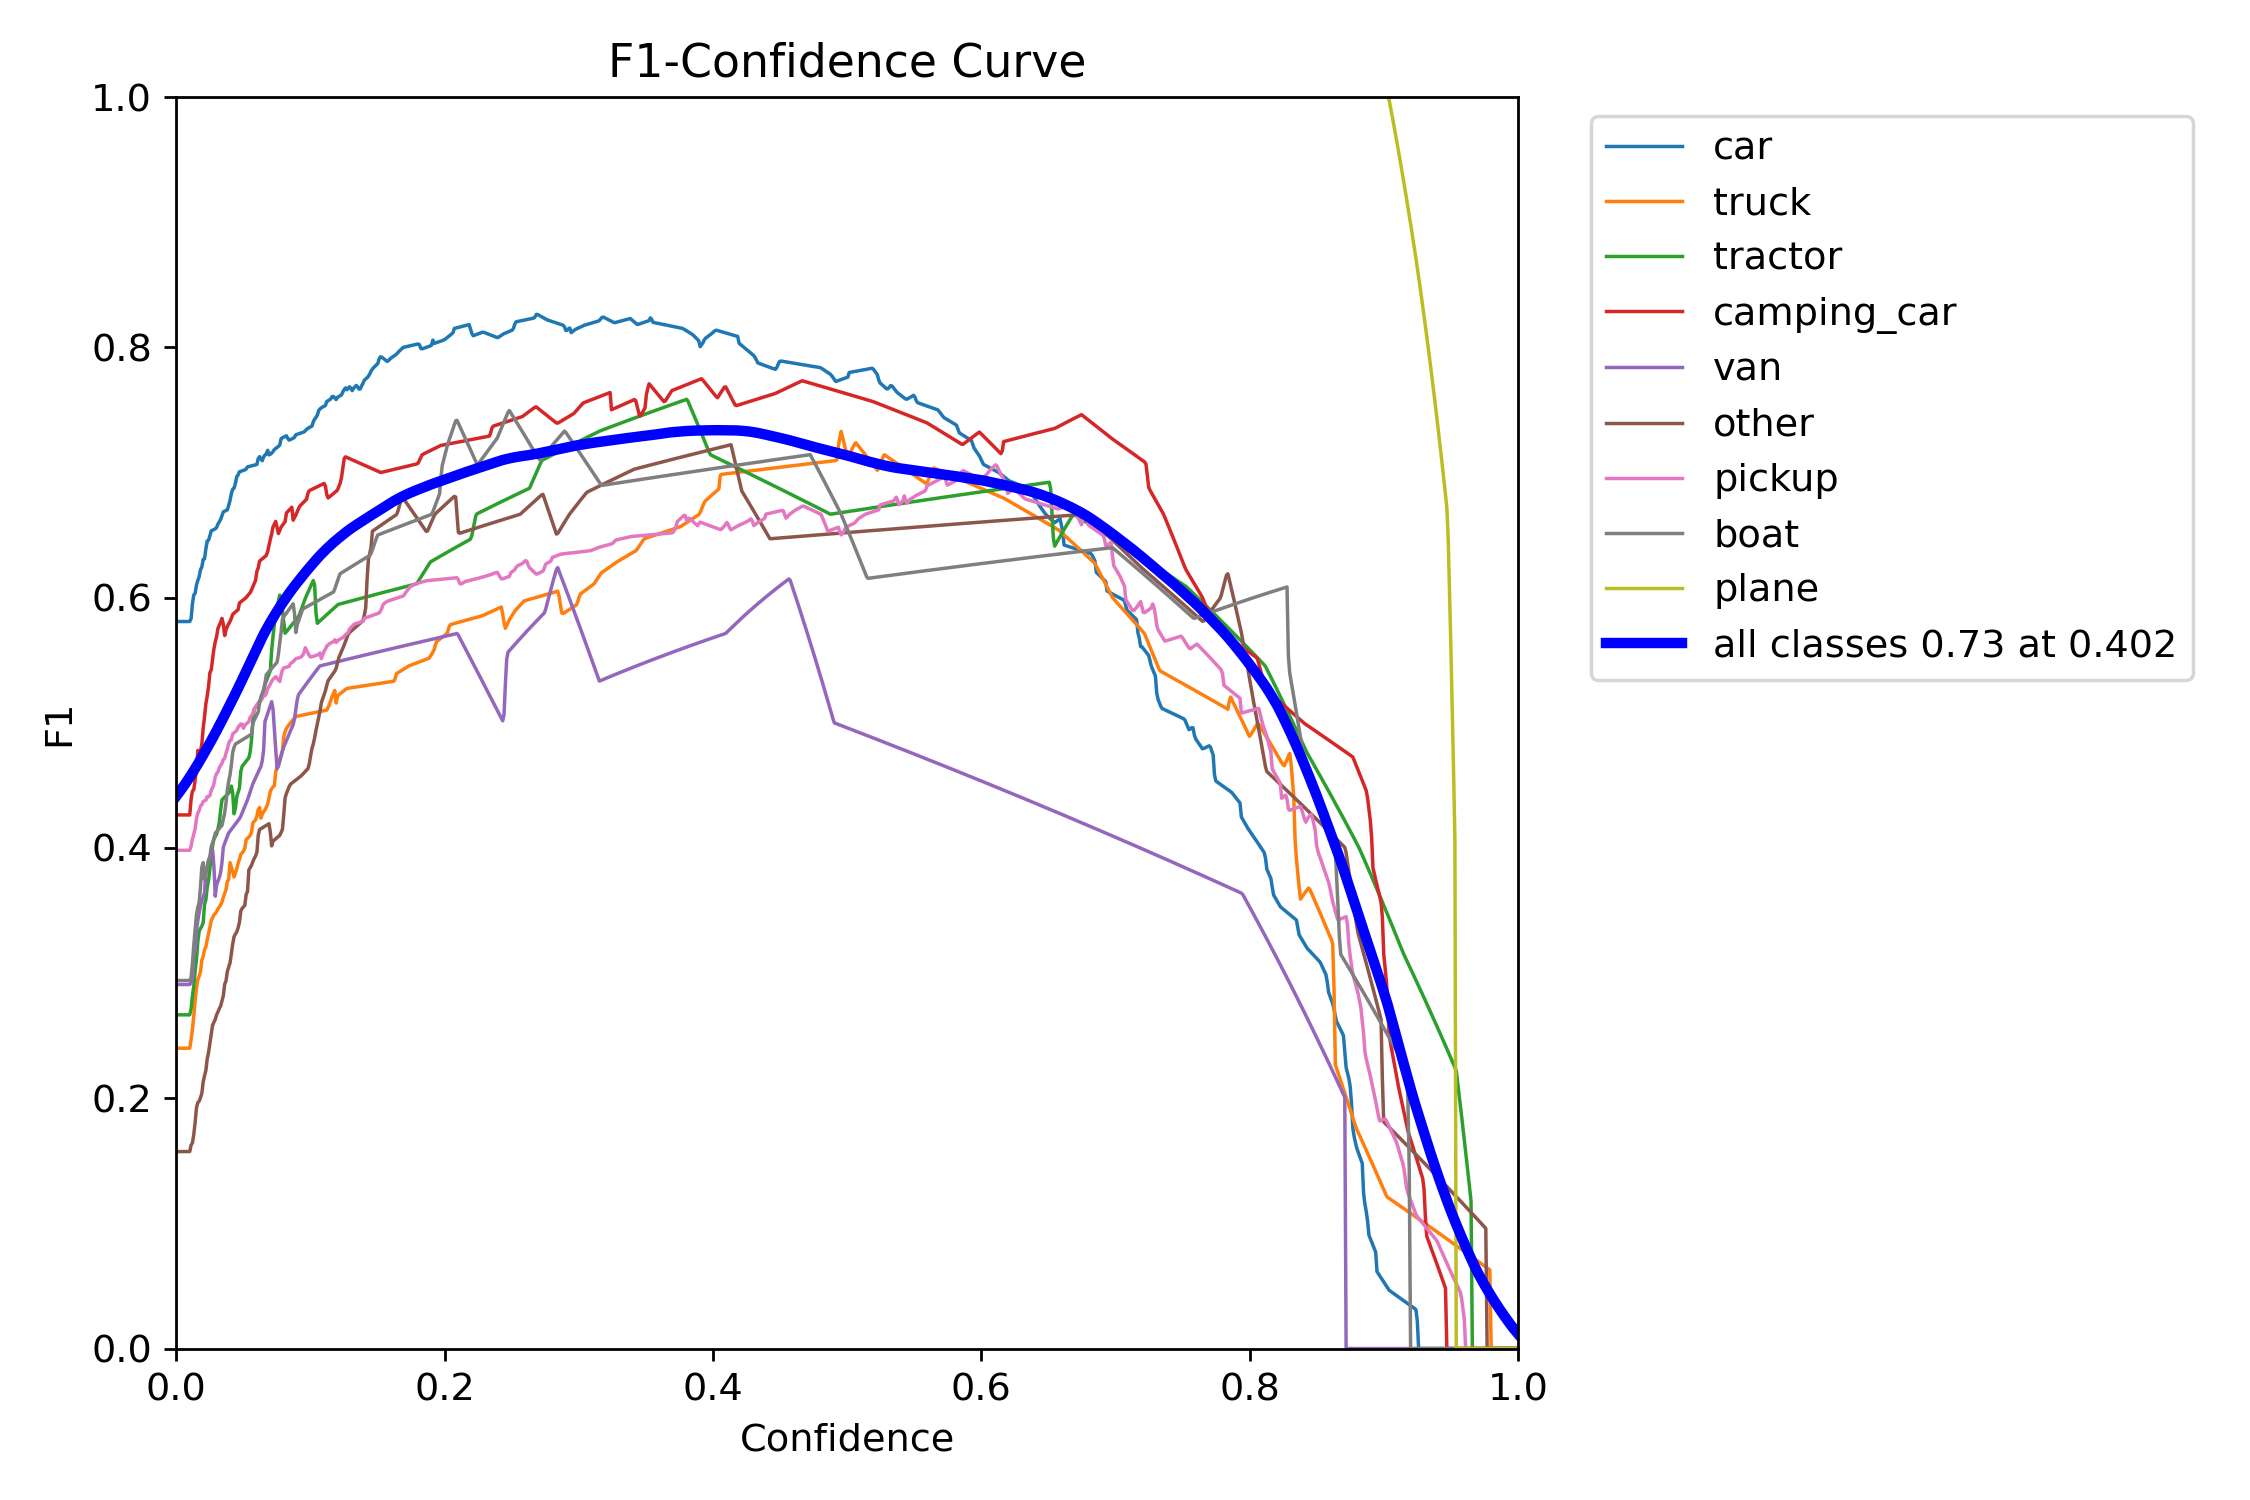 F1-Confidence Curve
1.0
0.8
0.6
0.4
0.2
0.0
F1
0.0 0.2 0.4 0.6 0.8 1.0
Confidence
car
truck
tractor
camping_car
van
other
pickup
boat
plane
all classes 0.73 at 0.402